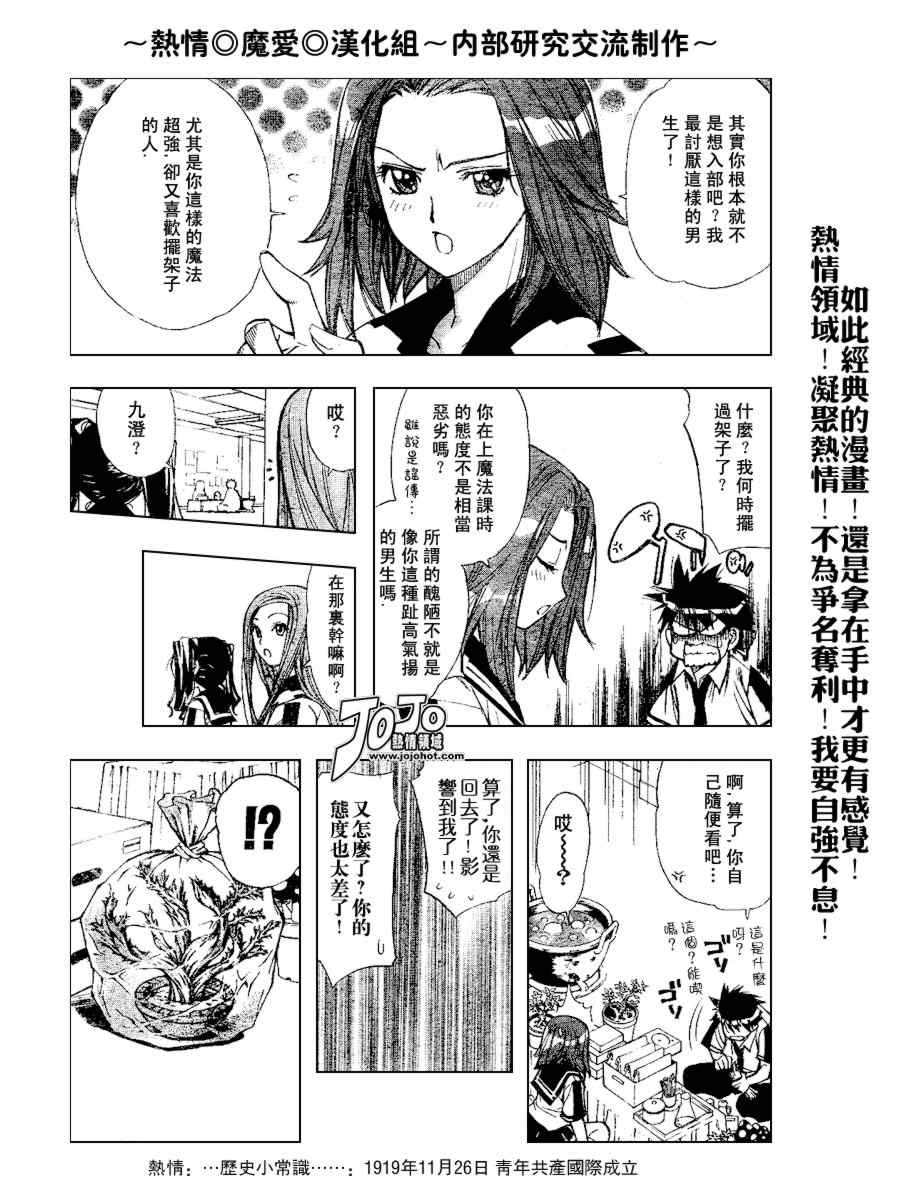 ～熱情◎魔愛◎漢化組～内部研究交流制作～
其實你根本就不
是想入部吧？我
最討厭這樣的男
生了！
尤其是你這樣的魔法
超強，卻又喜歡擺架子
的人．
什麼？我何時擺
過架子了？
你在上魔法課時
的態度不是相當
惡劣嗎？
雖說是謠傳…
所謂的醜陋不就是
像你這種趾高氣揚
的男生嗎．
哎？
九澄？
在那裏幹嘛啊？
JoJo
熱情領域
www.jojohot.com
啊，算了，你自
己隨便看吧…
哎～～～～？
這是什麼
呀？
這個？能喫
嗎？
ゴソ
ゴソ
算了，你還是
回去了！影
響到我了！！
又怎麼了？你的
態度也太差了！
！？
如此經典的漫畫！還是拿在手中才更有感覺！
熱情領域！凝聚熱情！不為爭名奪利！我要自強不息！
熱情：…歷史小常識……：1919年11月26日 青年共產國際成立